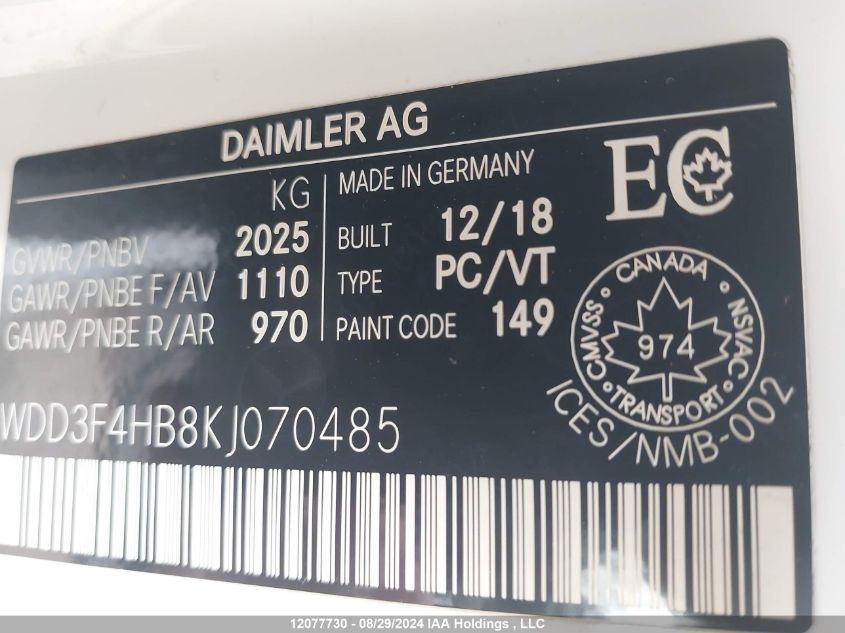 DAIMLER AG
KG
GVWR/PNBV 2025
GAWR/PNBE F/AV 1110
GAWR/PNBE R/AR 970
MADE IN GERMANY
BUILT 12/18
TYPE PC/VT
PAINT CODE 149
EC
CANADA
CMVSS/NSVAC
974
TRANSPORT
ICES/NMB-002
WDD3F4HB8KJ070485
12077730 - 08/29/2024 IAA Holdings , LLC